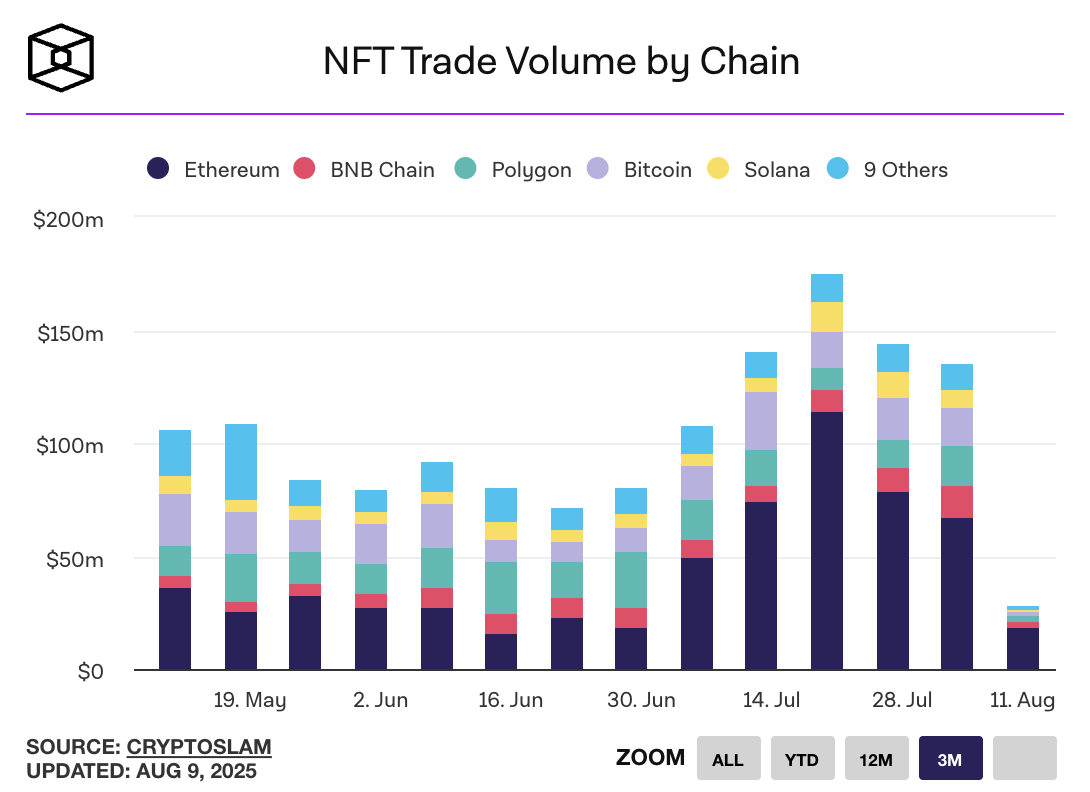 NFT Trade Volume by Chain
Ethereum BNB Chain Polygon Bitcoin Solana 9 Others
$200m
$150m
$100m
$50m
$0
19. May 2. Jun 16. Jun 30. Jun 14. Jul 28. Jul 11. Aug
SOURCE: CRYPTOSLAM
UPDATED: AUG 9, 2025
ZOOM ALL YTD 12M 3M